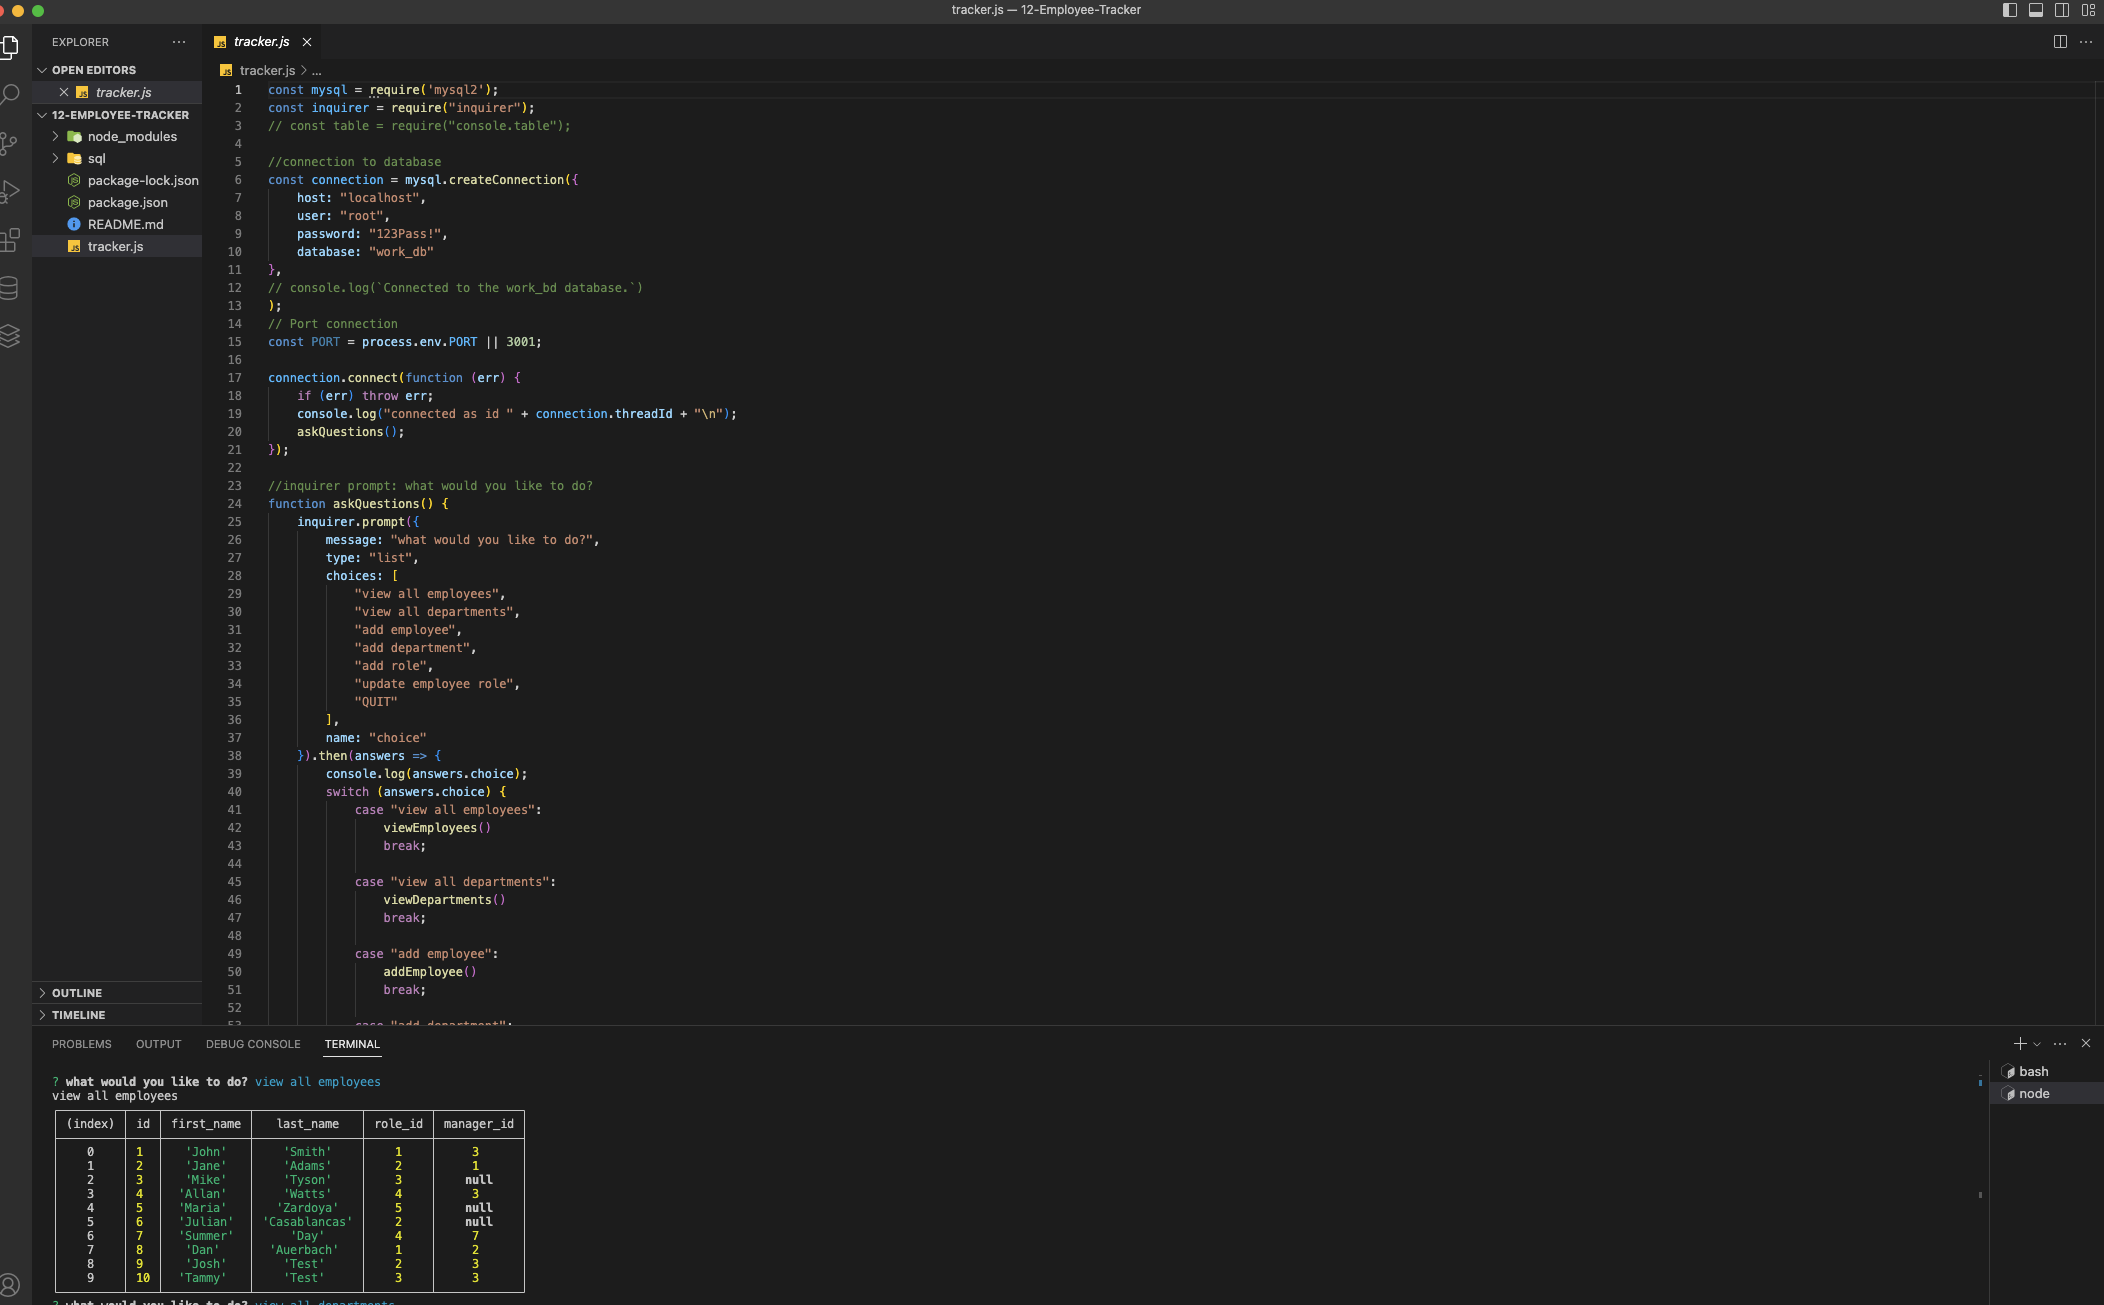 tracker.js — 12-Employee-Tracker
EXPLORER
OPEN EDITORS
tracker.js
12-EMPLOYEE-TRACKER
node_modules
sql
package-lock.json
package.json
README.md
tracker.js
OUTLINE
TIMELINE
tracker.js
tracker.js > ...
1 const mysql = require('mysql2');
2 const inquirer = require("inquirer");
3 // const table = require("console.table");
4
5 //connection to database
6 const connection = mysql.createConnection({
7 host: "localhost",
8 user: "root",
9 password: "123Pass!",
10 database: "work_db"
11 },
12 // console.log(`Connected to the work_bd database.`)
13 );
14 // Port connection
15 const PORT = process.env.PORT || 3001;
16
17 connection.connect(function (err) {
18 if (err) throw err;
19 console.log("connected as id " + connection.threadId + "\n");
20 askQuestions();
21 });
22
23 //inquirer prompt: what would you like to do?
24 function askQuestions() {
25 inquirer.prompt({
26 message: "what would you like to do?",
27 type: "list",
28 choices: [
29 "view all employees",
30 "view all departments",
31 "add employee",
32 "add department",
33 "add role",
34 "update employee role",
35 "QUIT"
36 ],
37 name: "choice"
38 }).then(answers => {
39 console.log(answers.choice);
40 switch (answers.choice) {
41 case "view all employees":
42 viewEmployees()
43 break;
44
45 case "view all departments":
46 viewDepartments()
47 break;
48
49 case "add employee":
50 addEmployee()
51 break;
52
53 case "add department":
PROBLEMS OUTPUT DEBUG CONSOLE TERMINAL
? what would you like to do? view all employees
view all employees
(index) id first_name last_name role_id manager_id
0 1 'John' 'Smith' 1 3
1 2 'Jane' 'Adams' 2 1
2 3 'Mike' 'Tyson' 3 null
3 4 'Allan' 'Watts' 4 3
4 5 'Maria' 'Zardoya' 5 null
5 6 'Julian' 'Casablancas' 2 null
6 7 'Summer' 'Day' 4 7
7 8 'Dan' 'Auerbach' 1 2
8 9 'Josh' 'Test' 2 3
9 10 'Tammy' 'Test' 3 3
? what would you like to do? view all departments
bash
node